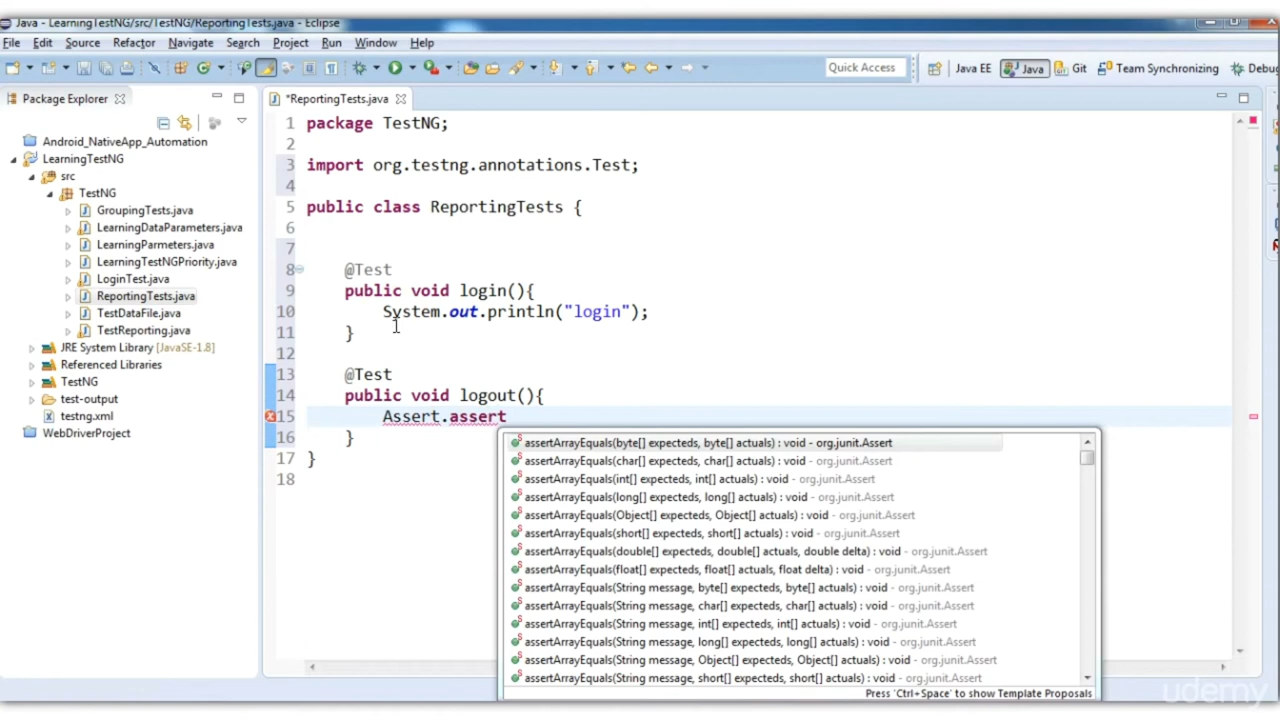 Java - LearningTestNG/src/TestNG/ReportingTests.java - Eclipse
File Edit Source Refactor Navigate Search Project Run Window Help
Quick Access Java EE Java Git Team Synchronizing Debug
Package Explorer
*ReportingTests.java
Android_NativeApp_Automation
LearningTestNG
src
TestNG
GroupingTests.java
LearningDataParameters.java
LearningParmeters.java
LearningTestNGPriority.java
LoginTest.java
ReportingTests.java
TestDataFile.java
TestReporting.java
JRE System Library [JavaSE-1.8]
Referenced Libraries
TestNG
test-output
testng.xml
WebDriverProject
1 package TestNG;
2
3 import org.testng.annotations.Test;
4
5 public class ReportingTests {
6
7
8 @Test
9 public void login(){
10 System.out.println("login");
11 }
12
13 @Test
14 public void logout(){
15 Assert.assert
16 }
17 }
18
assertArrayEquals(byte[] expecteds, byte[] actuals) : void - org.junit.Assert
assertArrayEquals(char[] expecteds, char[] actuals) : void - org.junit.Assert
assertArrayEquals(int[] expecteds, int[] actuals) : void - org.junit.Assert
assertArrayEquals(long[] expecteds, long[] actuals) : void - org.junit.Assert
assertArrayEquals(Object[] expecteds, Object[] actuals) : void - org.junit.Assert
assertArrayEquals(short[] expecteds, short[] actuals) : void - org.junit.Assert
assertArrayEquals(double[] expecteds, double[] actuals, double delta) : void - org.junit.Assert
assertArrayEquals(float[] expecteds, float[] actuals, float delta) : void - org.junit.Assert
assertArrayEquals(String message, byte[] expecteds, byte[] actuals) : void - org.junit.Assert
assertArrayEquals(String message, char[] expecteds, char[] actuals) : void - org.junit.Assert
assertArrayEquals(String message, int[] expecteds, int[] actuals) : void - org.junit.Assert
assertArrayEquals(String message, long[] expecteds, long[] actuals) : void - org.junit.Assert
assertArrayEquals(String message, Object[] expecteds, Object[] actuals) : void - org.junit.Assert
assertArrayEquals(String message, short[] expecteds, short[] actuals) : void - org.junit.Assert
Press 'Ctrl+Space' to show Template Proposals
udemy